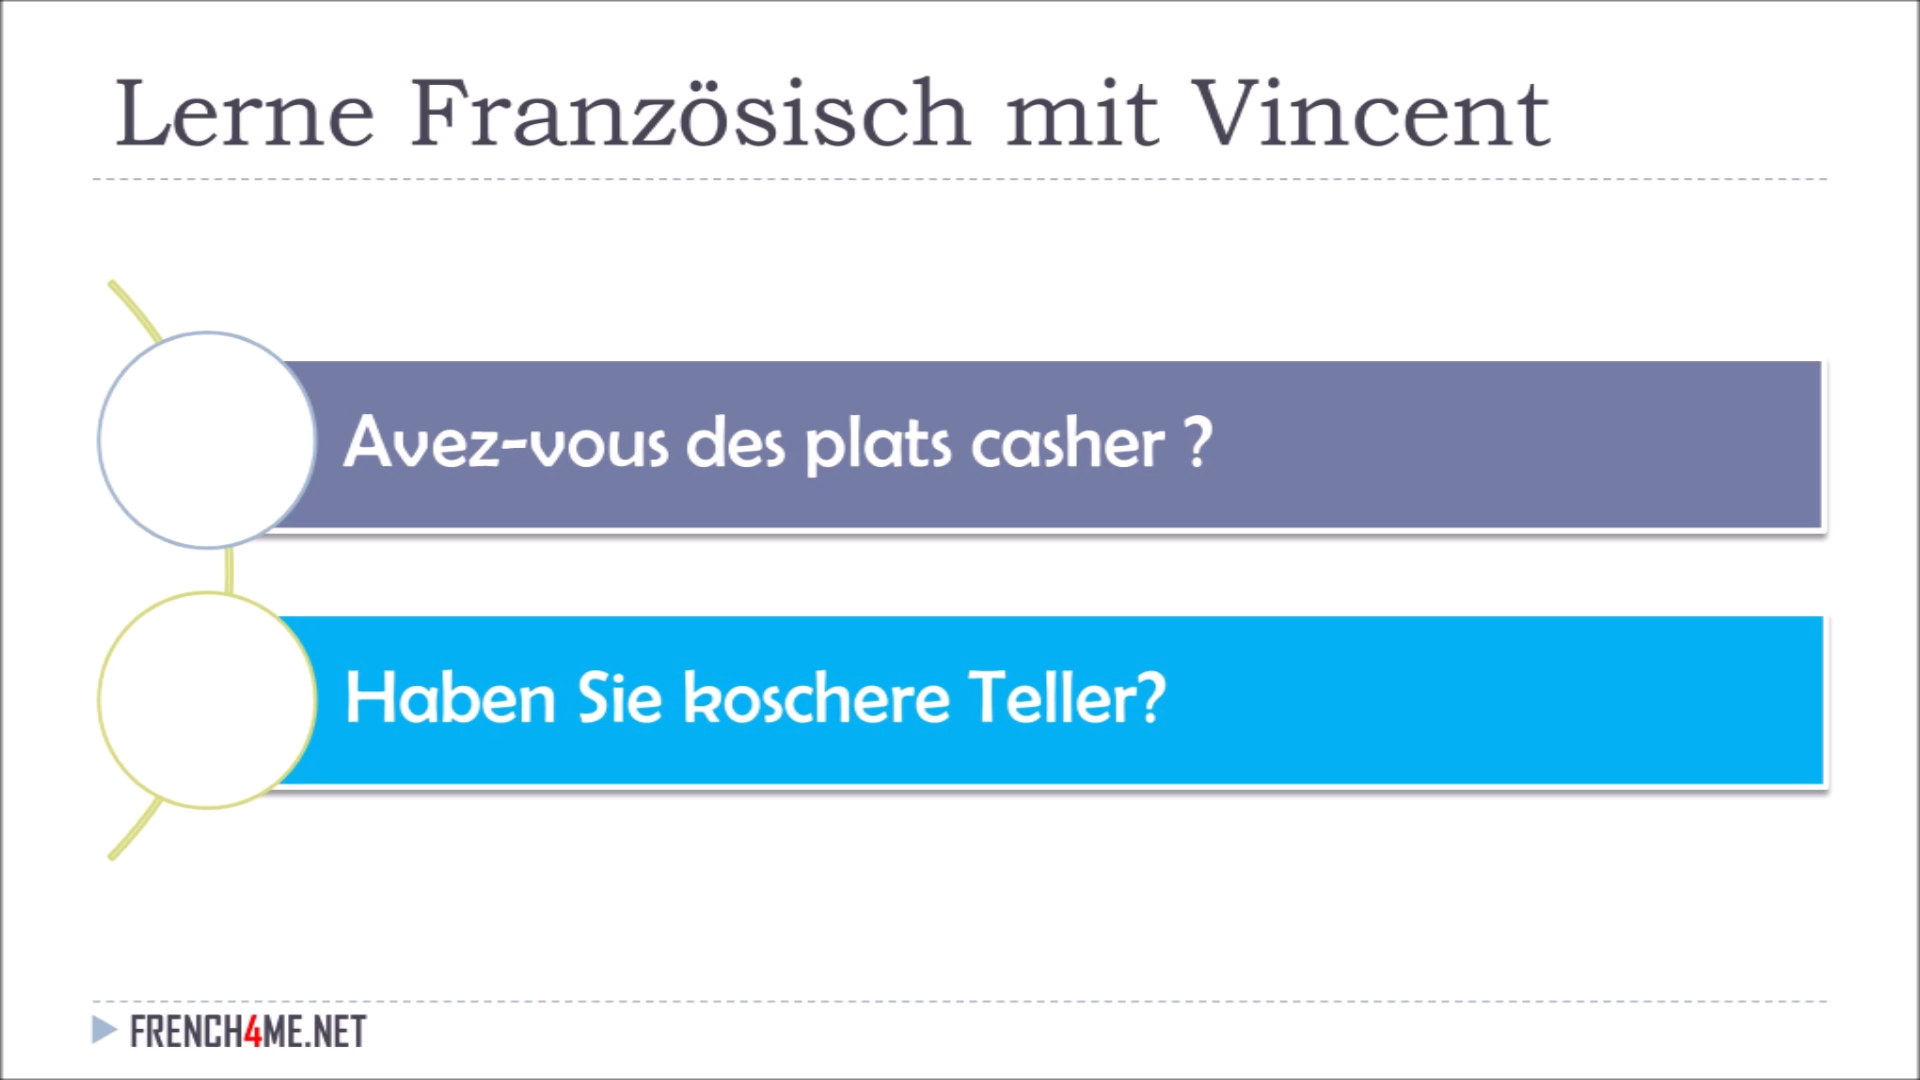 Lerne Französisch mit Vincent
Avez-vous des plats casher ?
Haben Sie koschere Teller?
FRENCH4ME.NET